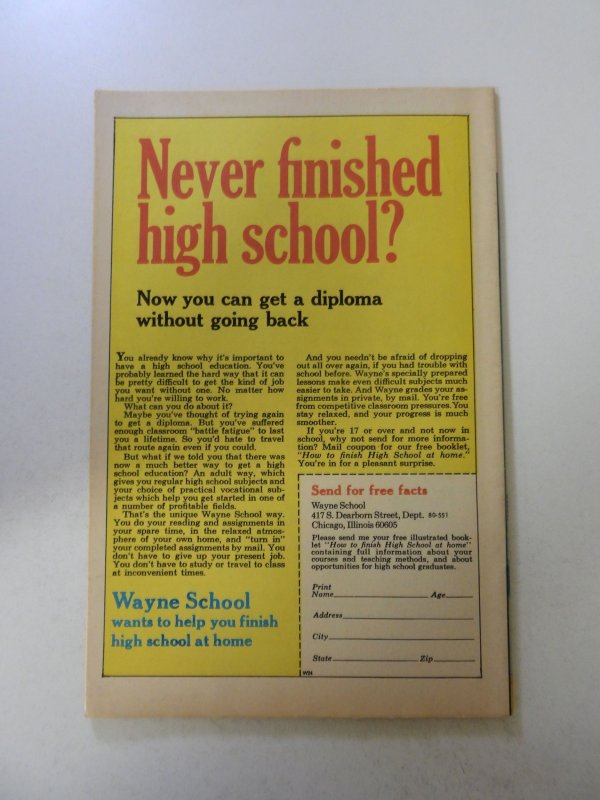 Never finished
high school?
Now you can get a diploma
without going back
You already know why it's important to
have a high school education. You've
probably learned the hard way that it can
be pretty difficult to get the kind of job
you want without one. No matter how
hard you're willing to work.
What can you do about it?
Maybe you've thought of trying again
to get a diploma. But you've suffered
enough classroom "battle fatigue" to last
you a lifetime. So you'd hate to travel
that route again even if you could.
But what if we told you that there was
now a much better way to get a high
school education? An adult way, which
gives you regular high school subjects and
your choice of practical vocational sub-
jects which help you get started in one of
a number of profitable fields.
That's the unique Wayne School way.
You do your reading and assignments in
your spare time, in the relaxed atmos-
phere of your own home, and "turn in"
your completed assignments by mail. You
don't have to give up your present job.
You don't have to study or travel to class
at inconvenient times.
Wayne School
wants to help you finish
high school at home
And you needn't be afraid of dropping
out all over again, if you had trouble with
school before. Wayne's specially prepared
lessons make even difficult subjects much
easier to take. And Wayne grades your as-
signments in private, by mail. You're free
from competitive classroom pressures. You
stay relaxed, and your progress is much
smoother.
If you're 17 or over and not now in
school, why not send for more informa-
tion? Mail coupon for our free booklet,
"How to finish High School at home."
You're in for a pleasant surprise.
Send for free facts
Wayne School
417 S. Dearborn Street, Dept. 80-551
Chicago, Illinois 60605
Please send me your free illustrated book-
let "How to finish High School at home"
containing full information about your
courses and teaching methods, and about
opportunities for high school graduates.
Print
Name Age
Address
City
State Zip
W24